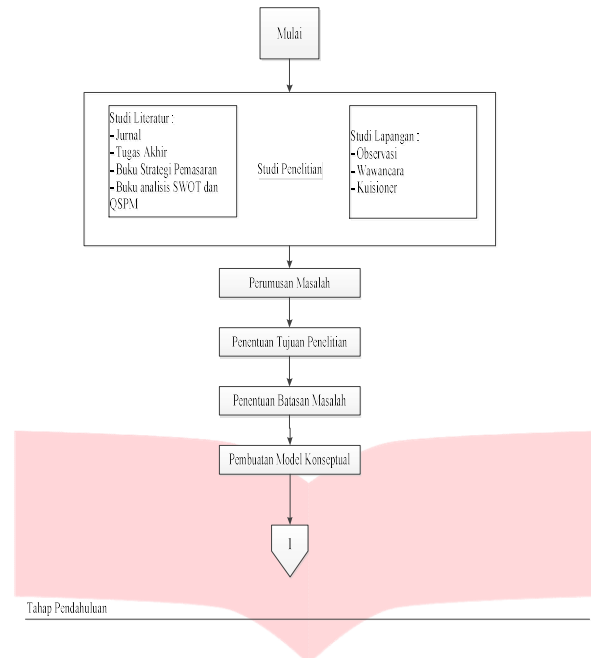 Mulai
Studi Literatur :
- Jurnal
- Tugas Akhir
- Buku Strategi Pemasaran
- Buku analisis SWOT dan
QSPM
Studi Penelitian
Studi Lapangan :
- Observasi
- Wawancara
- Kuisioner
Perumusan Masalah
Penentuan Tujuan Penelitian
Penentuan Batasan Masalah
Pembuatan Model Konseptual
1
Tahap Pendahuluan